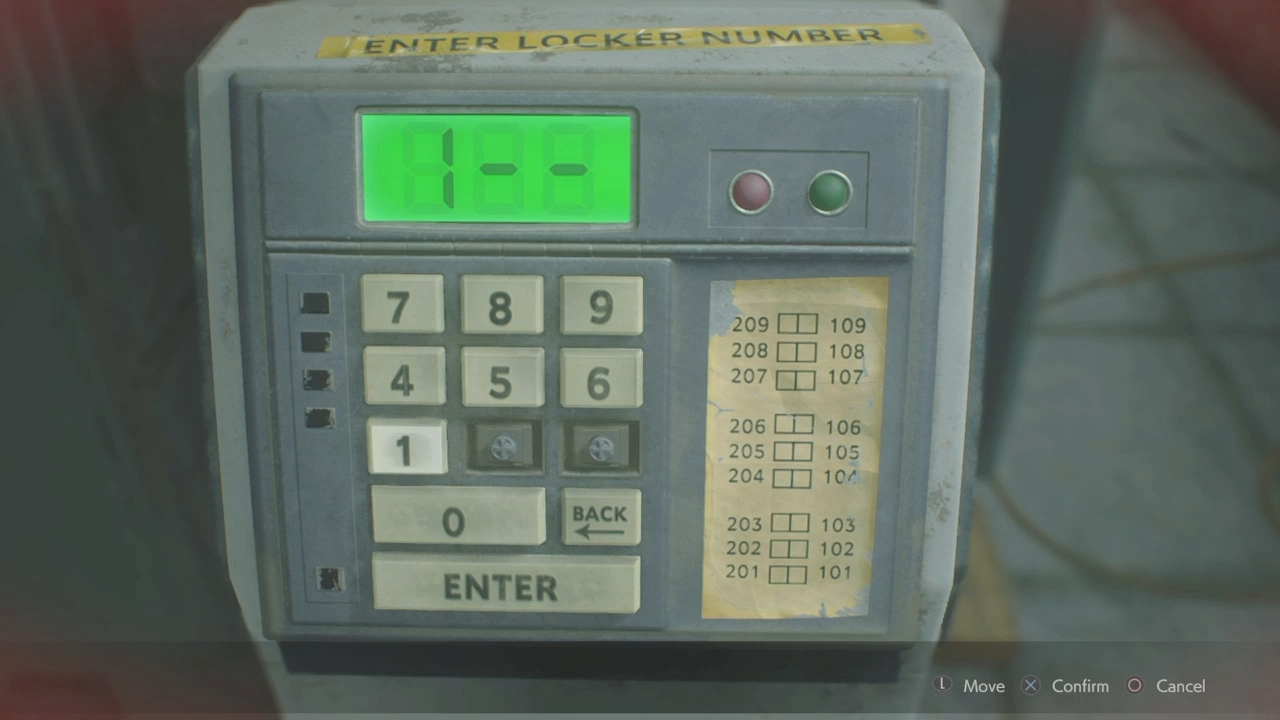 ENTER LOCKER NUMBER
1--
7 8 9
4 5 6
1
0 BACK
ENTER
209 109
208 108
207 107
206 106
205 105
204 104
203 103
202 102
201 101
L Move Confirm Cancel